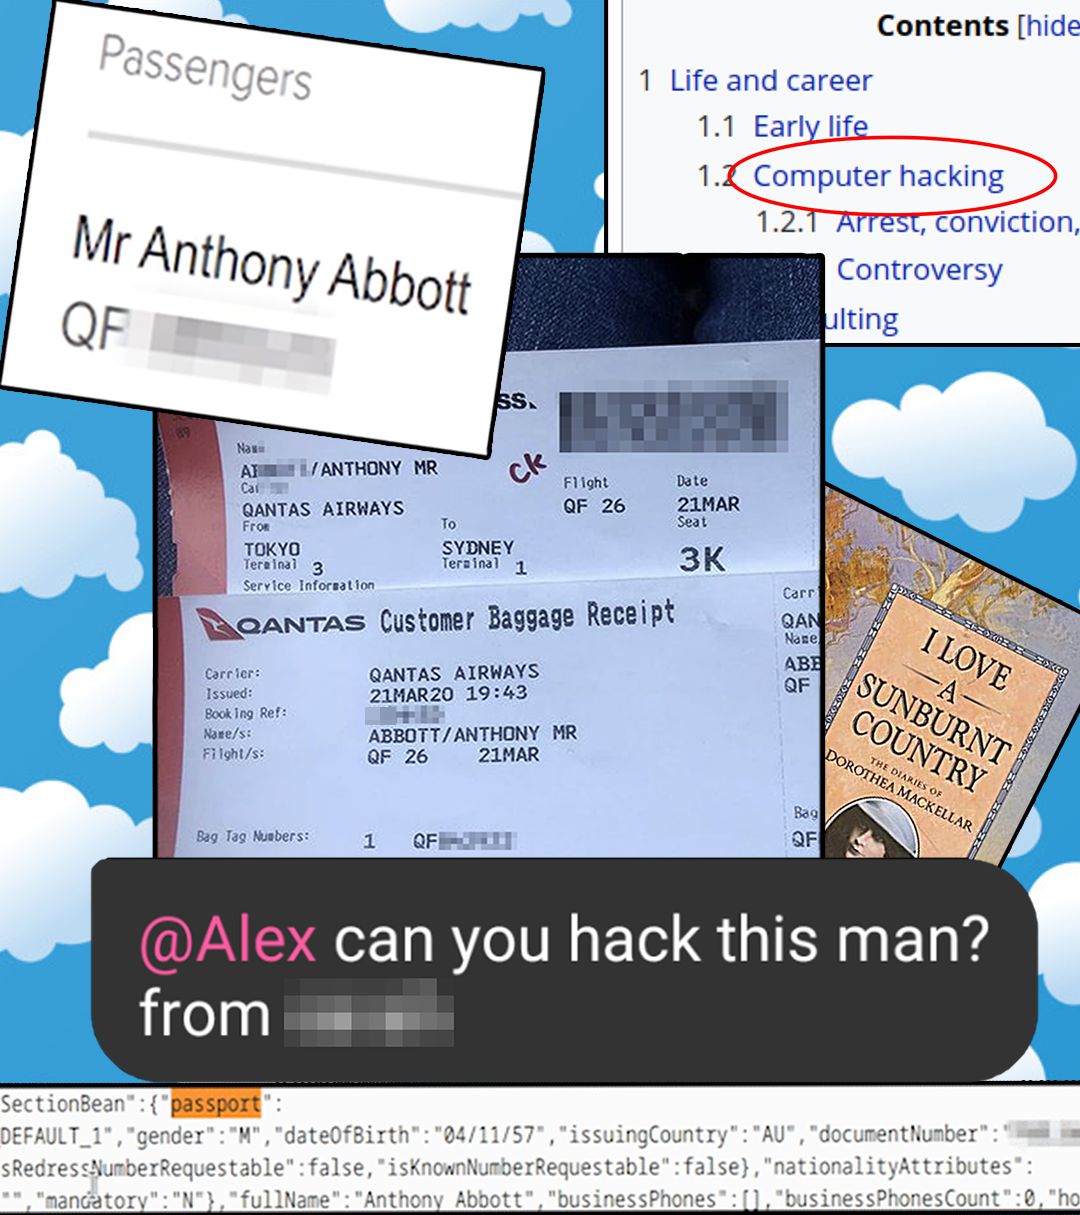 Passengers
Mr Anthony Abbott
QF
Contents [hide
1 Life and career
1.1 Early life
1.2 Computer hacking
1.2.1 Arrest, conviction,
Controversy
ulting
ss.
89
Name
/ANTHONY MR
QANTAS AIRWAYS
From
To
TOKYO
SYDNEY
Terminal 3
Terminal 1
Service Information
CK
Flight
Date
QF 26
21MAR
Seat
3K
QANTAS Customer Baggage Receipt
Carrier: QANTAS AIRWAYS
Issued: 21MAR20 19:43
Booking Ref:
Name/s: ABBOTT/ANTHONY MR
Flight/s: QF 26 21MAR
Bag Tag Numbers: 1 QF
Carr
QAN
Name
ABB
QF
Bag
QF
I LOVE
A
SUNBURNT
COUNTRY
THE DIARIES OF
DOROTHEA MACKELLAR
@Alex can you hack this man?
from
SectionBean":{"passport":
DEFAULT_1","gender":"M","dateOfBirth":"04/11/57","issuingCountry":"AU","documentNumber":"
sRedressNumberRequestable":false,"isKnownNumberRequestable":false},"nationalityAttributes":
"","mandatory":"N"},"fullName":"Anthony Abbott","businessPhones":[],"businessPhonesCount":0,"ho